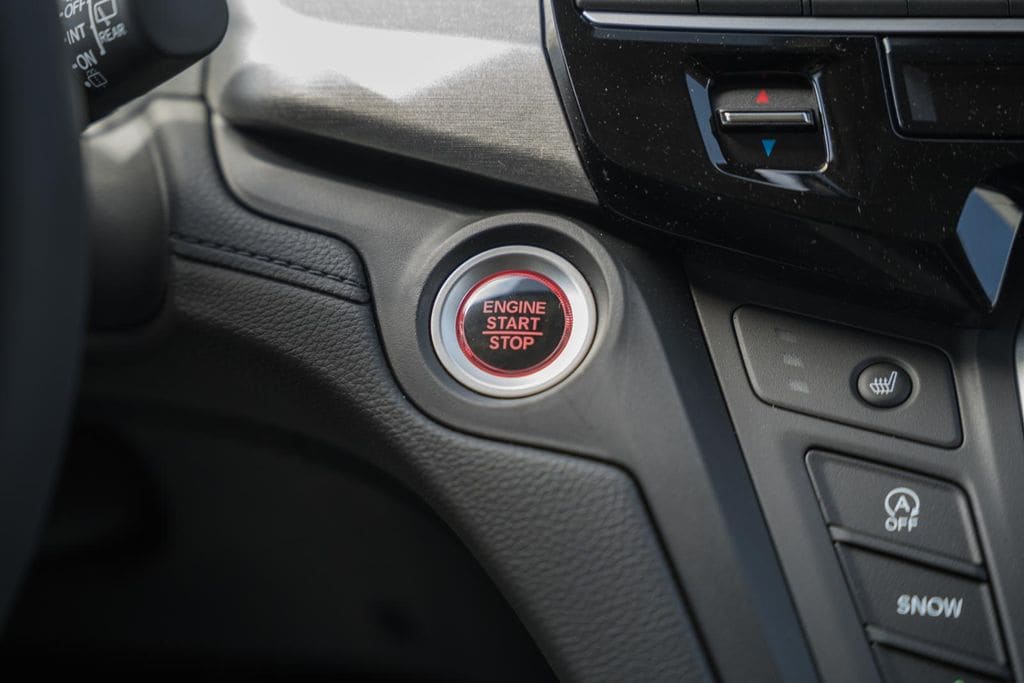 -OFF
-INT
REAR
-ON
ENGINE
START
STOP
A
OFF
SNOW